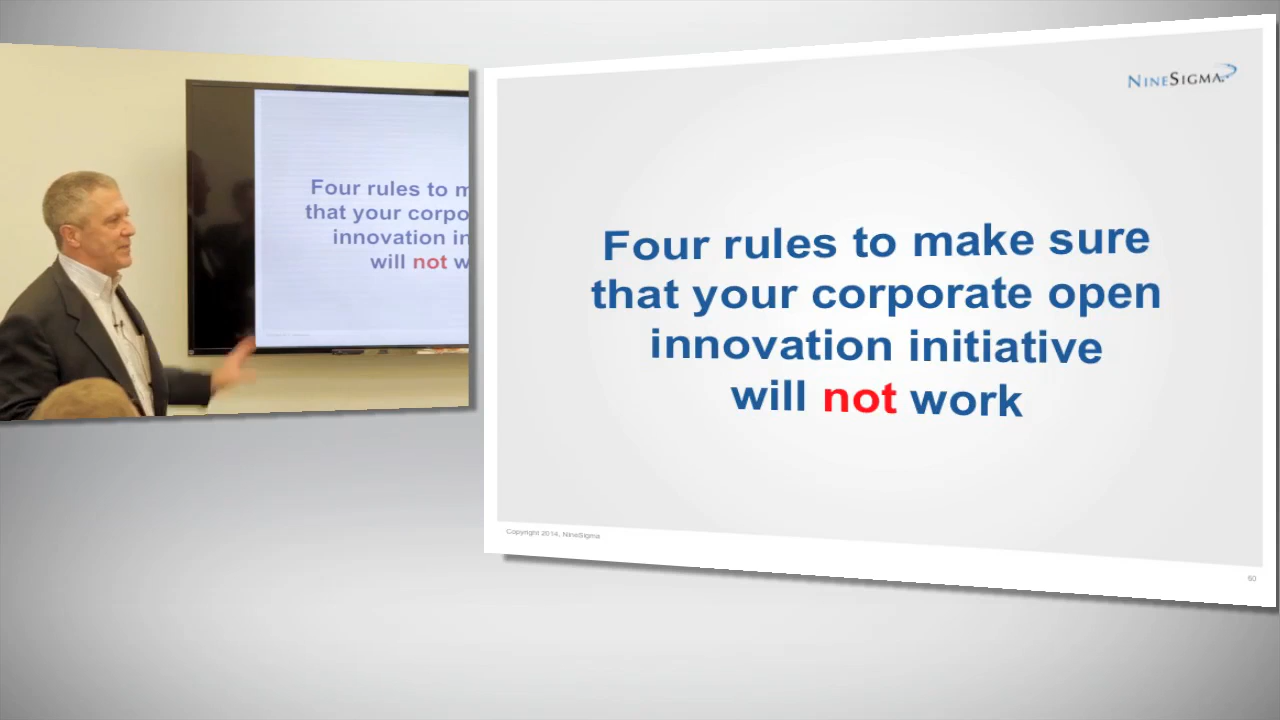 Four rules to m
that your corpo
innovation in
will not w
NINESIGMA
Four rules to make sure
that your corporate open
innovation initiative
will not work
Copyright 2014, NineSigma
60